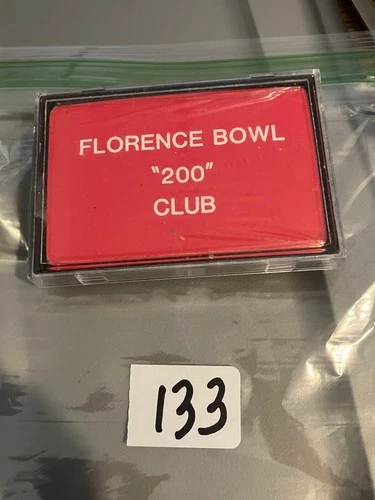 FLORENCE BOWL
"200"
CLUB
133